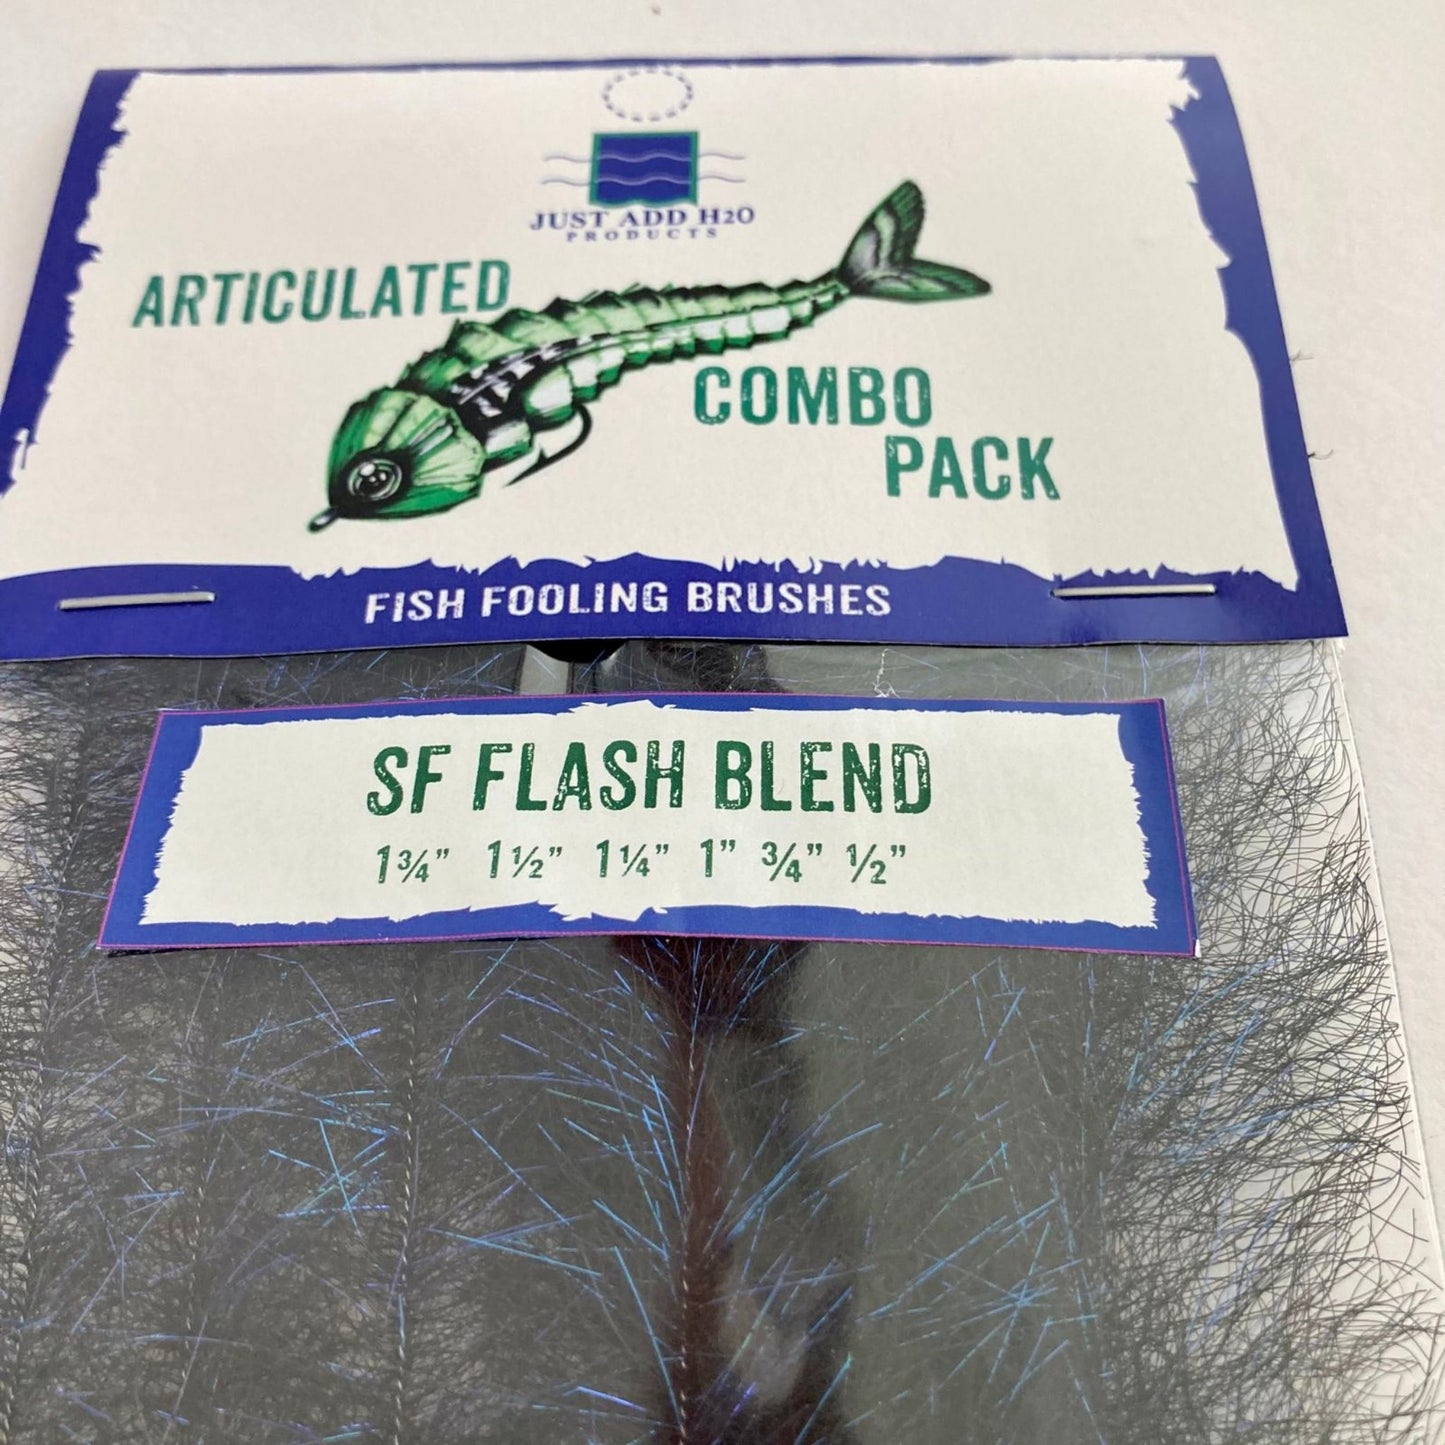 JUST ADD H2O
PRODUCTS
ARTICULATED
COMBO
PACK
FISH FOOLING BRUSHES
SF FLASH BLEND
1¾” 1½” 1¼” 1” ¾” ½”